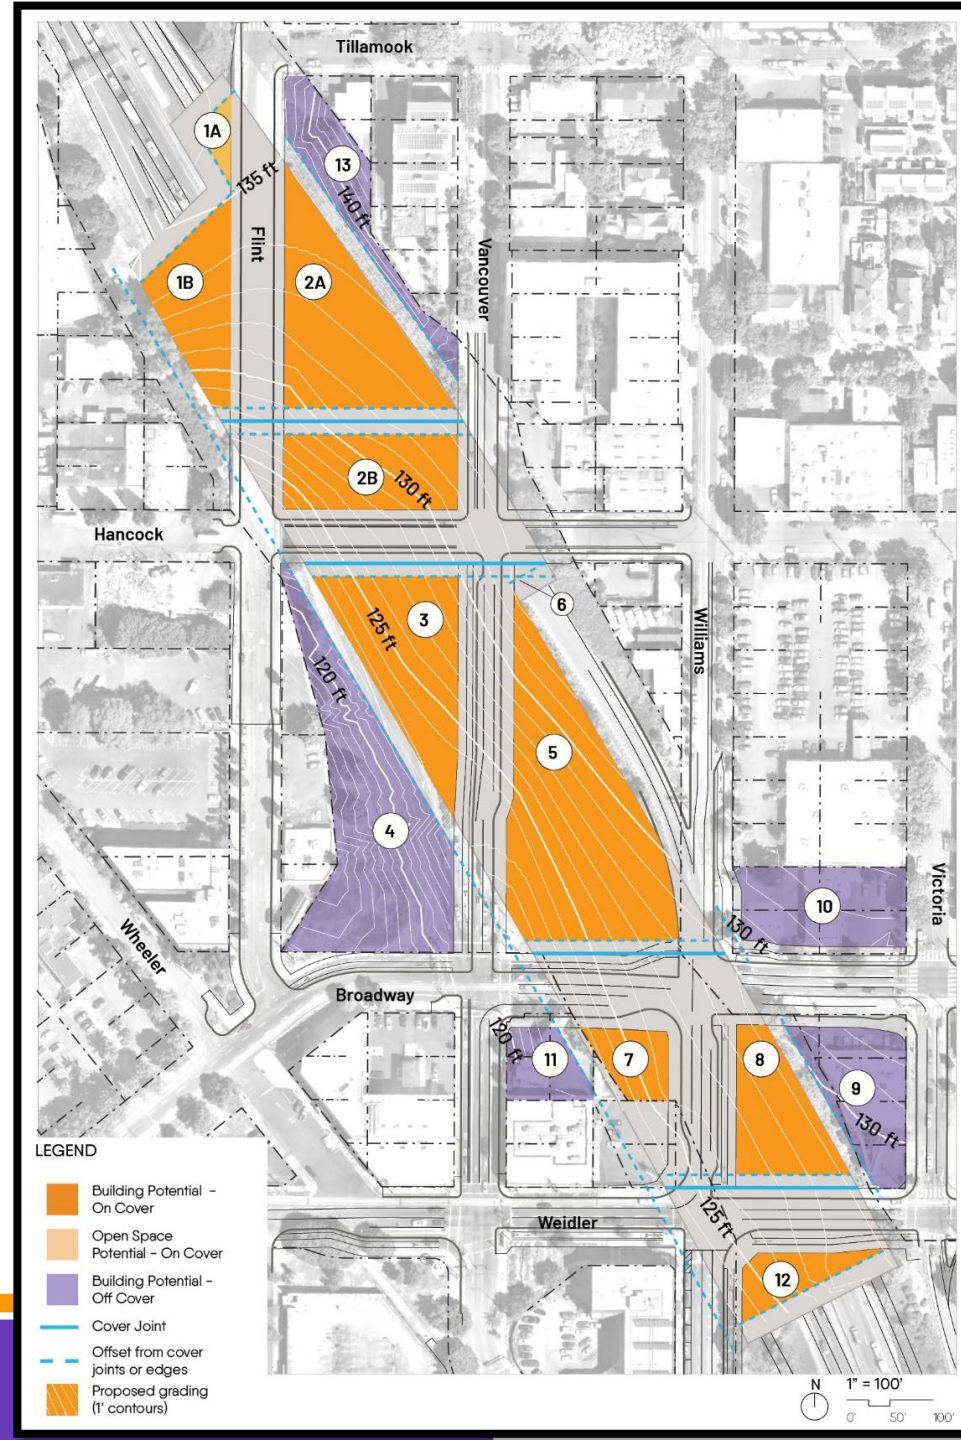 Tillamook
1A
13
135 ft
140 ft
Flint
Vancouver
1B
2A
2B
130 ft
Hancock
6
3
125 ft
Williams
120 ft
5
4
10
Victoria
130 ft
Wheeler
Broadway
120 ft
11
7
8
9
130 ft
125 ft
Weidler
12
LEGEND
Building Potential -
On Cover
Open Space
Potential - On Cover
Building Potential -
Off Cover
Cover Joint
Offset from cover
joints or edges
Proposed grading
(1' contours)
N
1" = 100'
0'
50'
100'